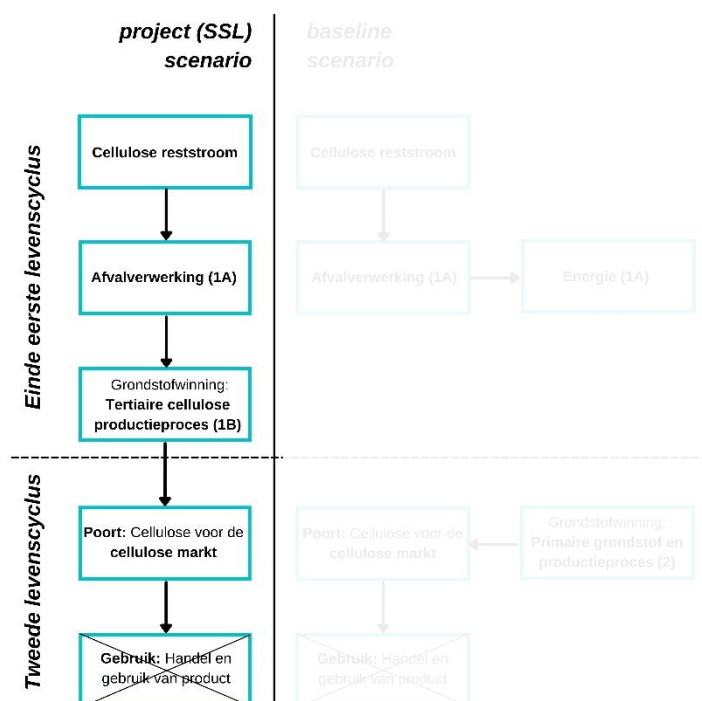 project (SSL)
scenario
baseline
scenario
Einde eerste levenscyclus
Cellulose reststroom
Cellulose reststroom
Afvalverwerking (1A)
Afvalverwerking (1A)
Energie (1A)
Grondstofwinning:
Tertiaire cellulose
productieproces (1B)
Tweede levenscyclus
Poort: Cellulose voor de
cellulose markt
Poort: Cellulose voor de
cellulose markt
Grondstofwinning:
Primaire grondstof en
productieproces (2)
Gebruik: Handel en
gebruik van product
Gebruik: Handel en
gebruik van product